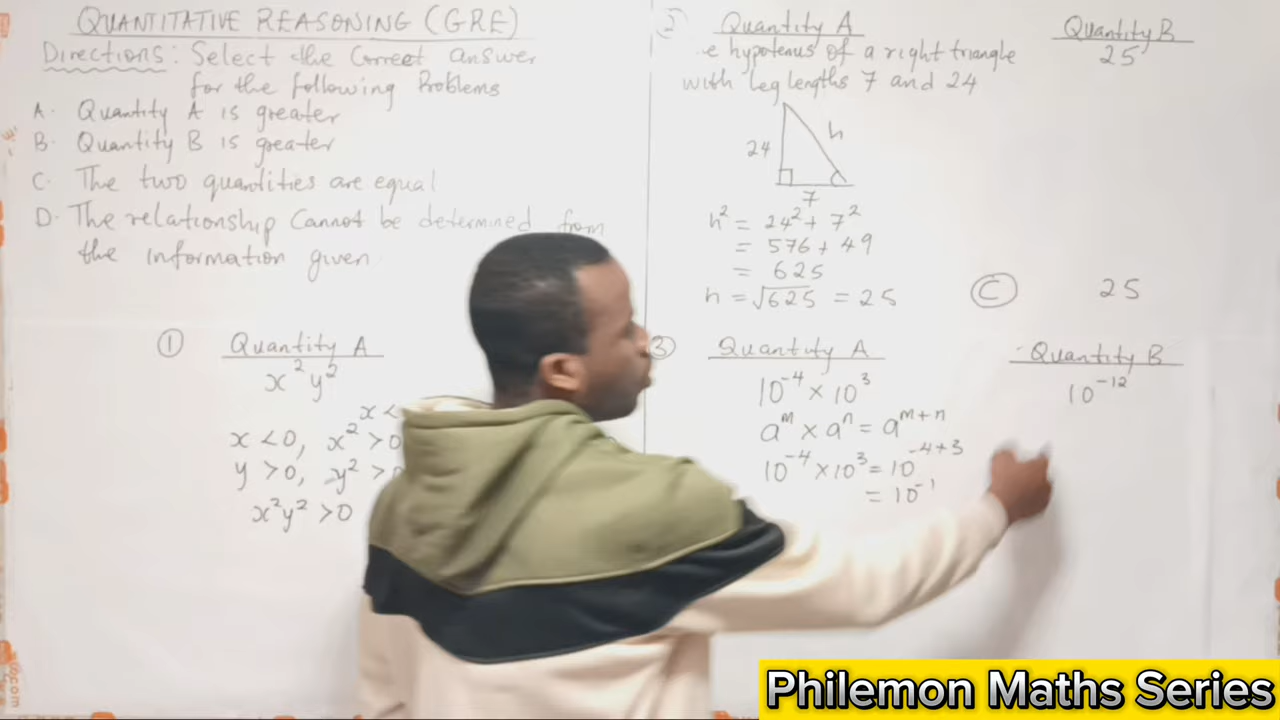 QUANTITATIVE REASONING (GRE)
Directions: Select the Correct answer
for the following Problems
A. Quantity A is greater
B. Quantity B is greater
C. The two quantities are equal
D. The relationship cannot be determined from
the information given
① Quantity A
x²y²
x <
x < 0, x² > 0
y > 0, y² >
x²y² > 0
2 Quantity A Quantity B
e hypotenus of a right triangle 25
with leg lengths 7 and 24
24 h
7
h² = 24² + 7²
= 576 + 49
= 625
h = √625 = 25 Ⓒ 25
③ Quantity A Quantity B
10⁻⁴ × 10³ 10⁻¹²
aᵐ × aⁿ = aᵐ⁺ⁿ
10⁻⁴ × 10³ = 10⁻⁴⁺³
= 10⁻¹
Philemon Maths Series